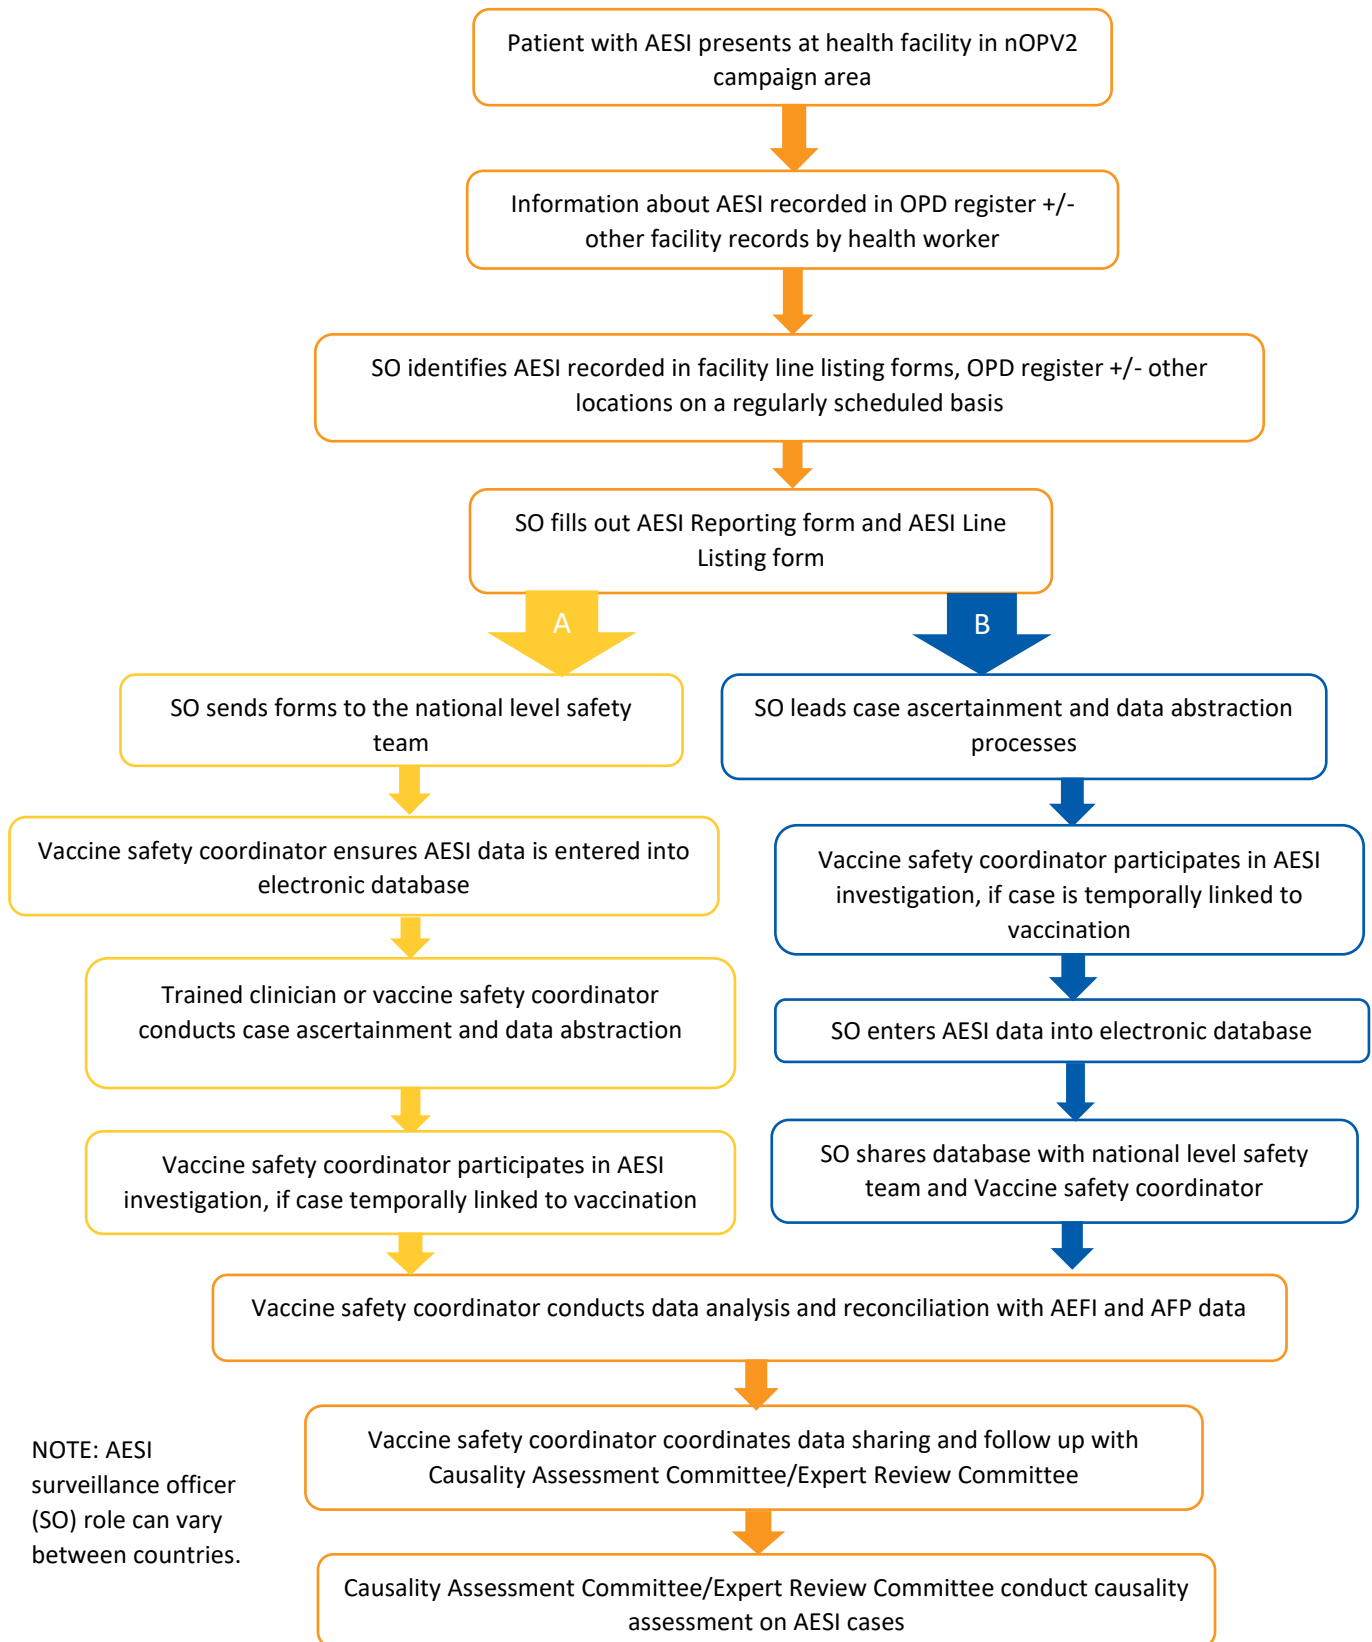 Patient with AESI presents at health facility in nOPV2
campaign area
Information about AESI recorded in OPD register +/-
other facility records by health worker
SO identifies AESI recorded in facility line listing forms, OPD register +/- other
locations on a regularly scheduled basis
SO fills out AESI Reporting form and AESI Line
Listing form
A
SO sends forms to the national level safety
team
Vaccine safety coordinator ensures AESI data is entered into
electronic database
Trained clinician or vaccine safety coordinator
conducts case ascertainment and data abstraction
Vaccine safety coordinator participates in AESI
investigation, if case temporally linked to vaccination
B
SO leads case ascertainment and data abstraction
processes
Vaccine safety coordinator participates in AESI
investigation, if case is temporally linked to
vaccination
SO enters AESI data into electronic database
SO shares database with national level safety
team and Vaccine safety coordinator
Vaccine safety coordinator conducts data analysis and reconciliation with AEFI and AFP data
Vaccine safety coordinator coordinates data sharing and follow up with
Causality Assessment Committee/Expert Review Committee
Causality Assessment Committee/Expert Review Committee conduct causality
assessment on AESI cases
NOTE: AESI
surveillance officer
(SO) role can vary
between countries.